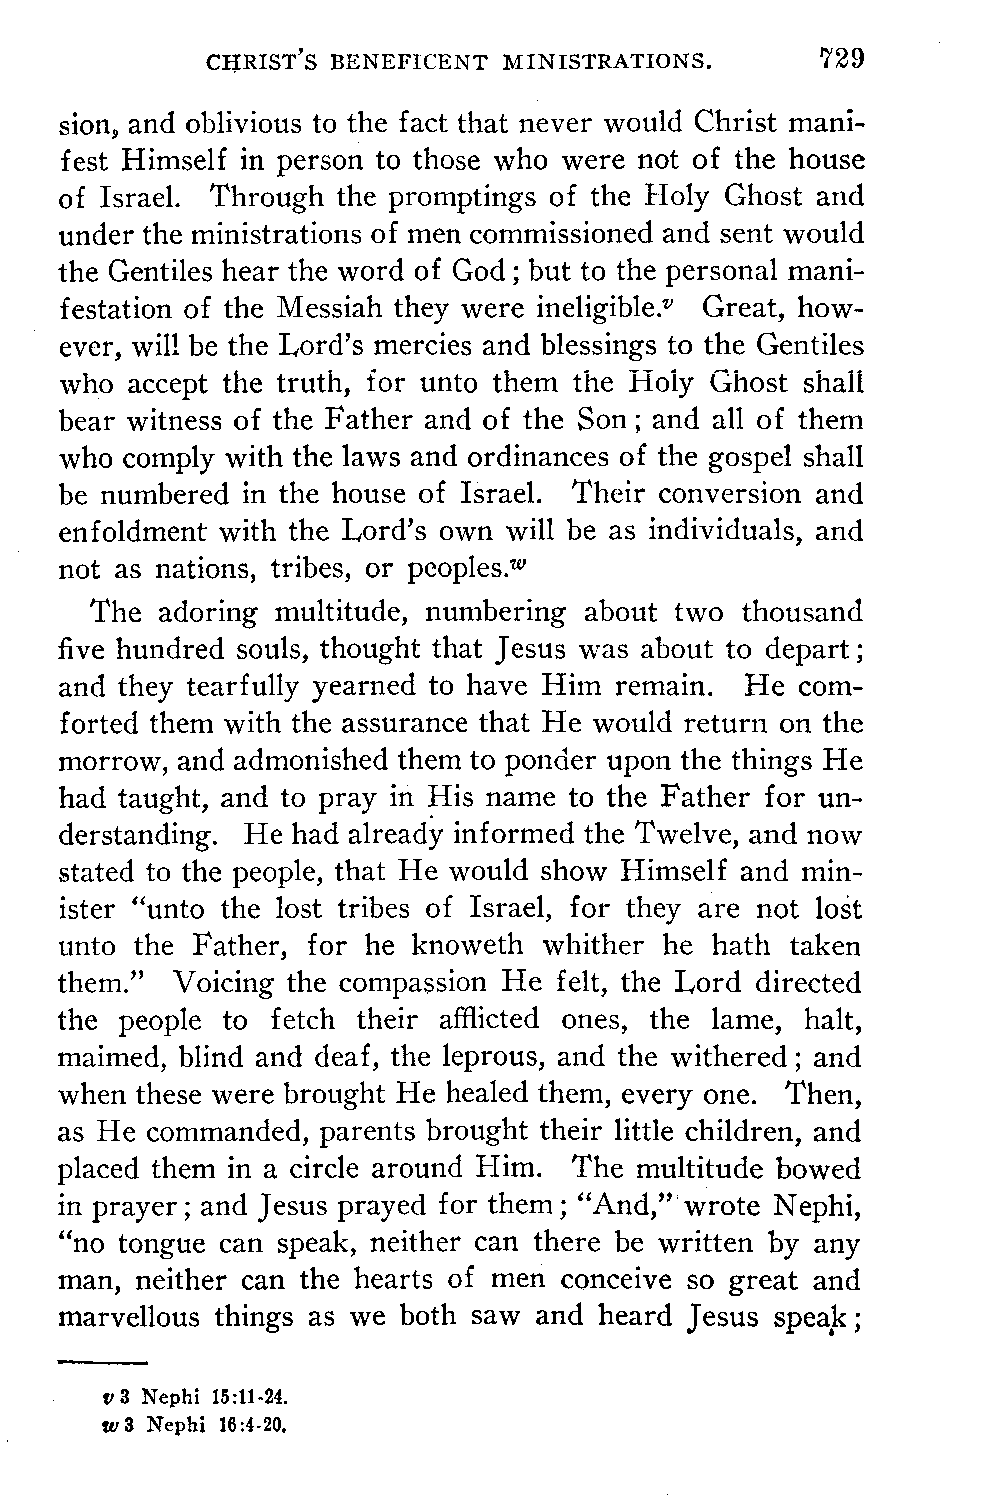 CHRIST'S BENEFICENT MINISTRATIONS. 729
sion, and oblivious to the fact that never would Christ mani-
fest Himself in person to those who were not of the house
of Israel. Through the promptings of the Holy Ghost and
under the ministrations of men commissioned and sent would
the Gentiles hear the word of God; but to the personal mani-
festation of the Messiah they were ineligible.v Great, how-
ever, will be the Lord's mercies and blessings to the Gentiles
who accept the truth, for unto them the Holy Ghost shall
bear witness of the Father and of the Son; and all of them
who comply with the laws and ordinances of the gospel shall
be numbered in the house of Israel. Their conversion and
enfoldment with the Lord's own will be as individuals, and
not as nations, tribes, or peoples.w
The adoring multitude, numbering about two thousand
five hundred souls, thought that Jesus was about to depart;
and they tearfully yearned to have Him remain. He com-
forted them with the assurance that He would return on the
morrow, and admonished them to ponder upon the things He
had taught, and to pray in His name to the Father for un-
derstanding. He had already informed the Twelve, and now
stated to the people, that He would show Himself and min-
ister "unto the lost tribes of Israel, for they are not lost
unto the Father, for he knoweth whither he hath taken
them." Voicing the compassion He felt, the Lord directed
the people to fetch their afflicted ones, the lame, halt,
maimed, blind and deaf, the leprous, and the withered; and
when these were brought He healed them, every one. Then,
as He commanded, parents brought their little children, and
placed them in a circle around Him. The multitude bowed
in prayer; and Jesus prayed for them; "And," wrote Nephi,
"no tongue can speak, neither can there be written by any
man, neither can the hearts of men conceive so great and
marvellous things as we both saw and heard Jesus speak;
v 3 Nephi 15:11-24.
w 3 Nephi 16:4-20.